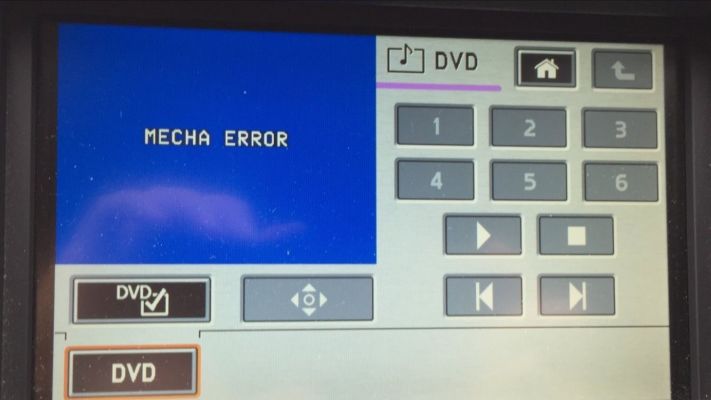 MECHA ERROR
DVD
1 2 3
4 5 6
DVD
DVD